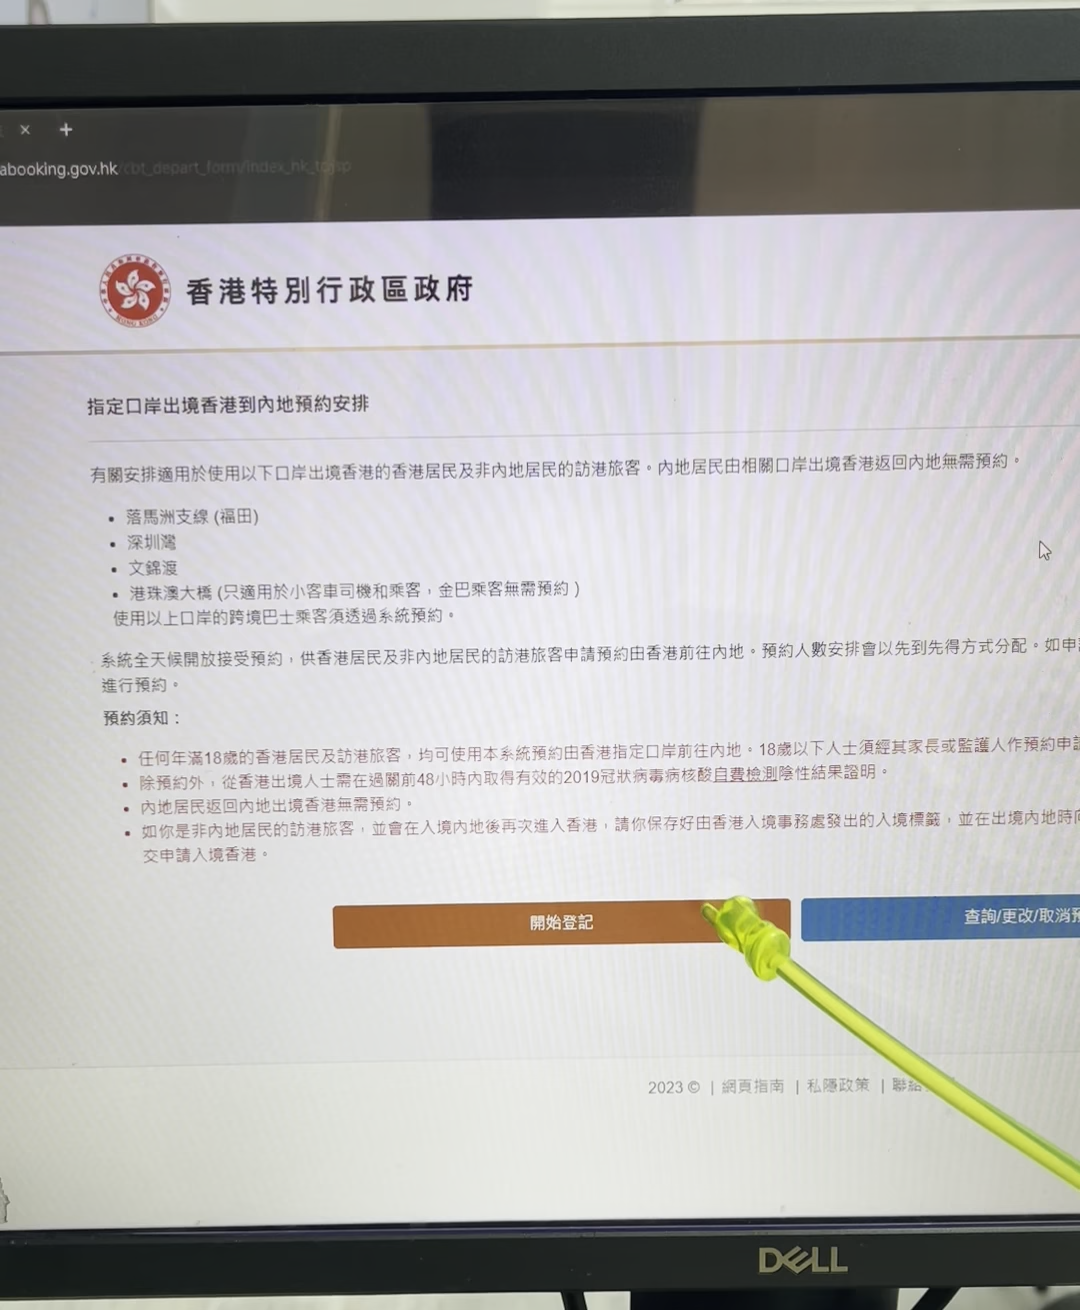 abooking.gov.hk/cbt_depart_form/index_hk_tc.jsp
香港特別行政區政府
HONG KONG
指定口岸出境香港到內地預約安排
有關安排適用於使用以下口岸出境香港的香港居民及非內地居民的訪港旅客。內地居民由相關口岸出境香港返回內地無需預約。
• 落馬洲支線 (福田)
• 深圳灣
• 文錦渡
• 港珠澳大橋 (只適用於小客車司機和乘客，金巴乘客無需預約 )
使用以上口岸的跨境巴士乘客須透過系統預約。
系統全天候開放接受預約，供香港居民及非內地居民的訪港旅客申請預約由香港前往內地。預約人數安排會以先到先得方式分配。如申
進行預約。
預約須知：
• 任何年滿18歲的香港居民及訪港旅客，均可使用本系統預約由香港指定口岸前往內地。18歲以下人士須經其家長或監護人作預約申請
• 除預約外，從香港出境人士需在過關前48小時內取得有效的2019冠狀病毒病核酸自費檢測陰性結果證明。
• 內地居民返回內地出境香港無需預約。
• 如你是非內地居民的訪港旅客，並會在入境內地後再次進入香港，請你保存好由香港入境事務處發出的入境標籤，並在出境內地時向
交申請入境香港。
開始登記
查詢/更改/取消預
2023 © | 網頁指南 | 私隱政策 | 聯絡
DELL